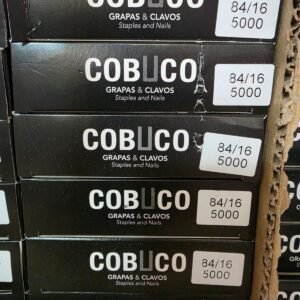 GRAPAS & CLAVOS
Staples and Nails
84/16
5000
COBUCO
GRAPAS & CLAVOS
Staples and Nails
84/16
5000
COBUCO
GRAPAS & CLAVOS
Staples and Nails
84/16
5000
COBUCO
GRAPAS & CLAVOS
Staples and Nails
84/16
5000
COBUCO
GRAPAS & CLAVOS
Staples and Nails
84/16
5000